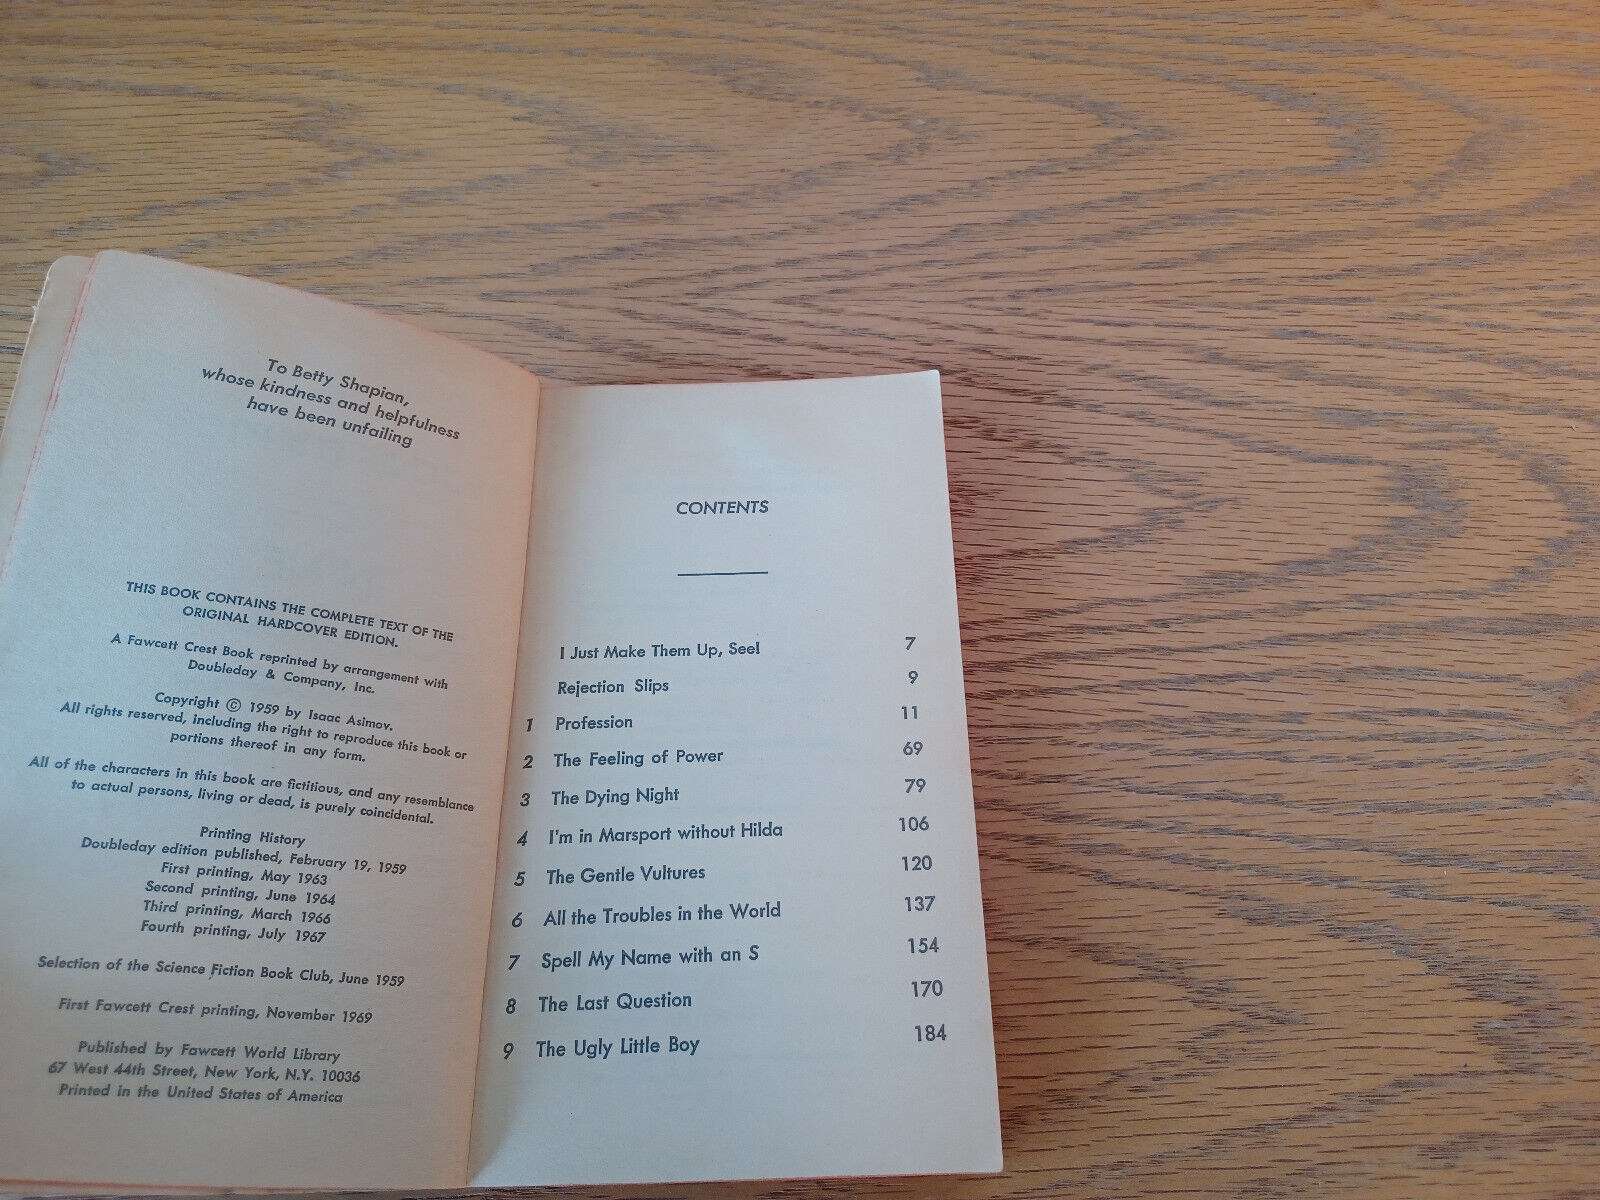 To Betty Shapian,
whose kindness and helpfulness
have been unfailing
THIS BOOK CONTAINS THE COMPLETE TEXT OF THE
ORIGINAL HARDCOVER EDITION.
A Fawcett Crest Book reprinted by arrangement with
Doubleday & Company, Inc.
Copyright © 1959 by Isaac Asimov.
All rights reserved, including the right to reproduce this book or
portions thereof in any form.
All of the characters in this book are fictitious, and any resemblance
to actual persons, living or dead, is purely coincidental.
Printing History
Doubleday edition published, February 19, 1959
First printing, May 1963
Second printing, June 1964
Third printing, March 1966
Fourth printing, July 1967
Selection of the Science Fiction Book Club, June 1959
First Fawcett Crest printing, November 1969
Published by Fawcett World Library
67 West 44th Street, New York, N.Y. 10036
Printed in the United States of America
CONTENTS
I Just Make Them Up, See! 7
Rejection Slips 9
1 Profession 11
2 The Feeling of Power 69
3 The Dying Night 79
4 I'm in Marsport without Hilda 106
5 The Gentle Vultures 120
6 All the Troubles in the World 137
7 Spell My Name with an S 154
8 The Last Question 170
9 The Ugly Little Boy 184